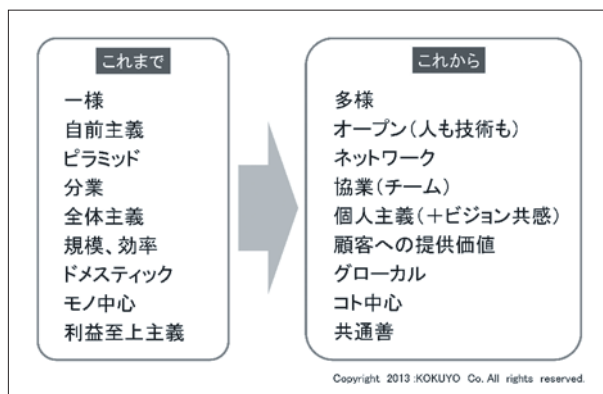 これまで
一様
自前主義
ピラミッド
分業
全体主義
規模、効率
ドメスティック
モノ中心
利益至上主義
これから
多様
オープン(人も技術も)
ネットワーク
協業(チーム)
個人主義(+ビジョン共感)
顧客への提供価値
グローカル
コト中心
共通善
Copyright 2013 :KOKUYO Co. All rights reserved.